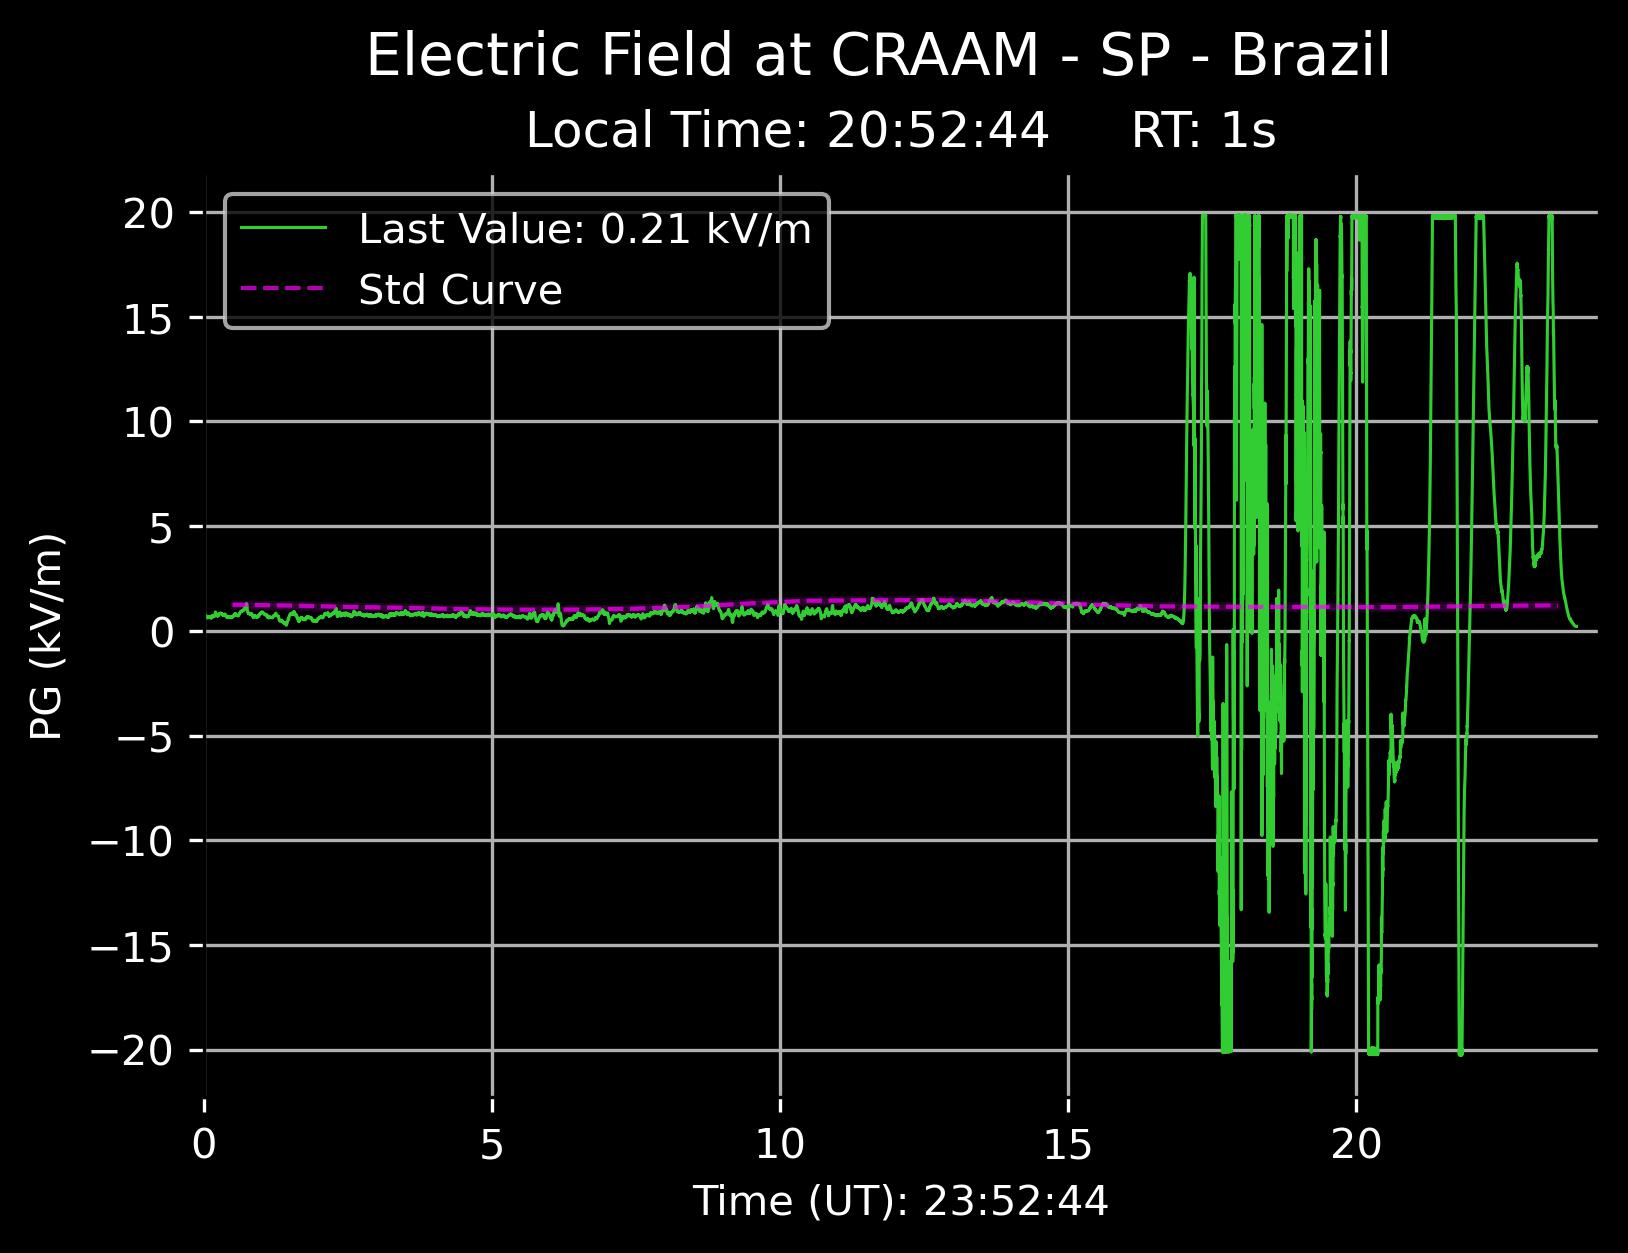 Electric Field at CRAAM - SP - Brazil
Local Time: 20:52:44 RT: 1s
Last Value: 0.21 kV/m
Std Curve
PG (kV/m)
20
15
10
5
0
−5
−10
−15
−20
0 5 10 15 20
Time (UT): 23:52:44